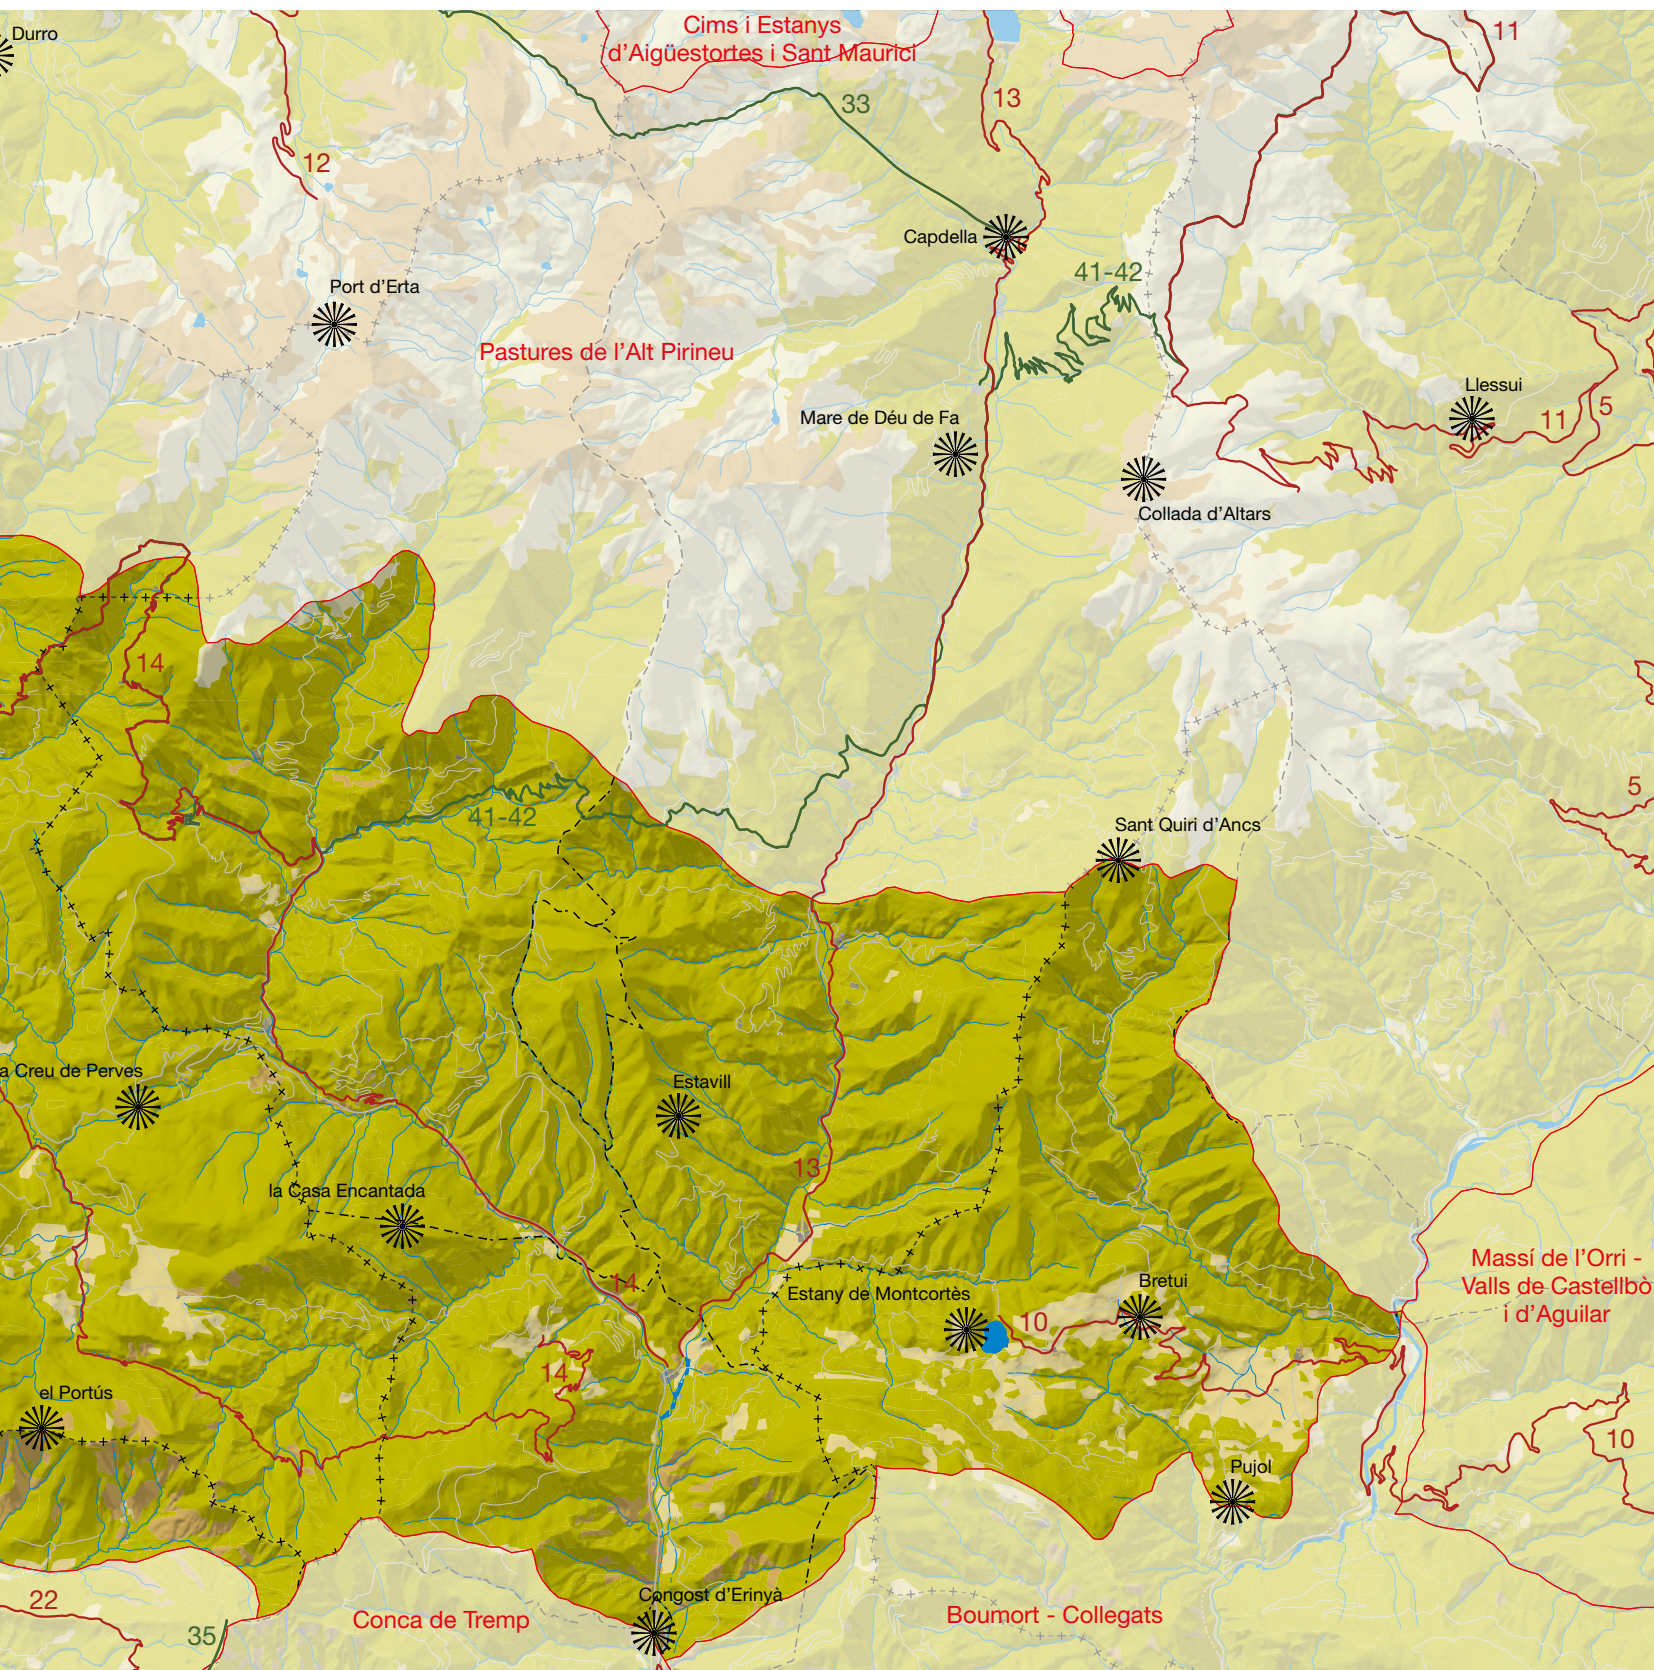 Durro
Cims i Estanys
d’Aigüestortes i Sant Maurici
11
33
13
12
Capdella
41-42
Port d’Erta
Pastures de l’Alt Pirineu
Llessui
5
11
Mare de Déu de Fa
Collada d’Altars
14
5
41-42
Sant Quiri d’Ancs
a Creu de Perves
Estavill
13
la Casa Encantada
Massí de l’Orri -
Valls de Castellbò
i d’Aguilar
14
Estany de Montcortès
Bretui
10
14
el Portús
10
Pujol
22
Congost d’Erinyà
Conca de Tremp
Boumort - Collegats
35